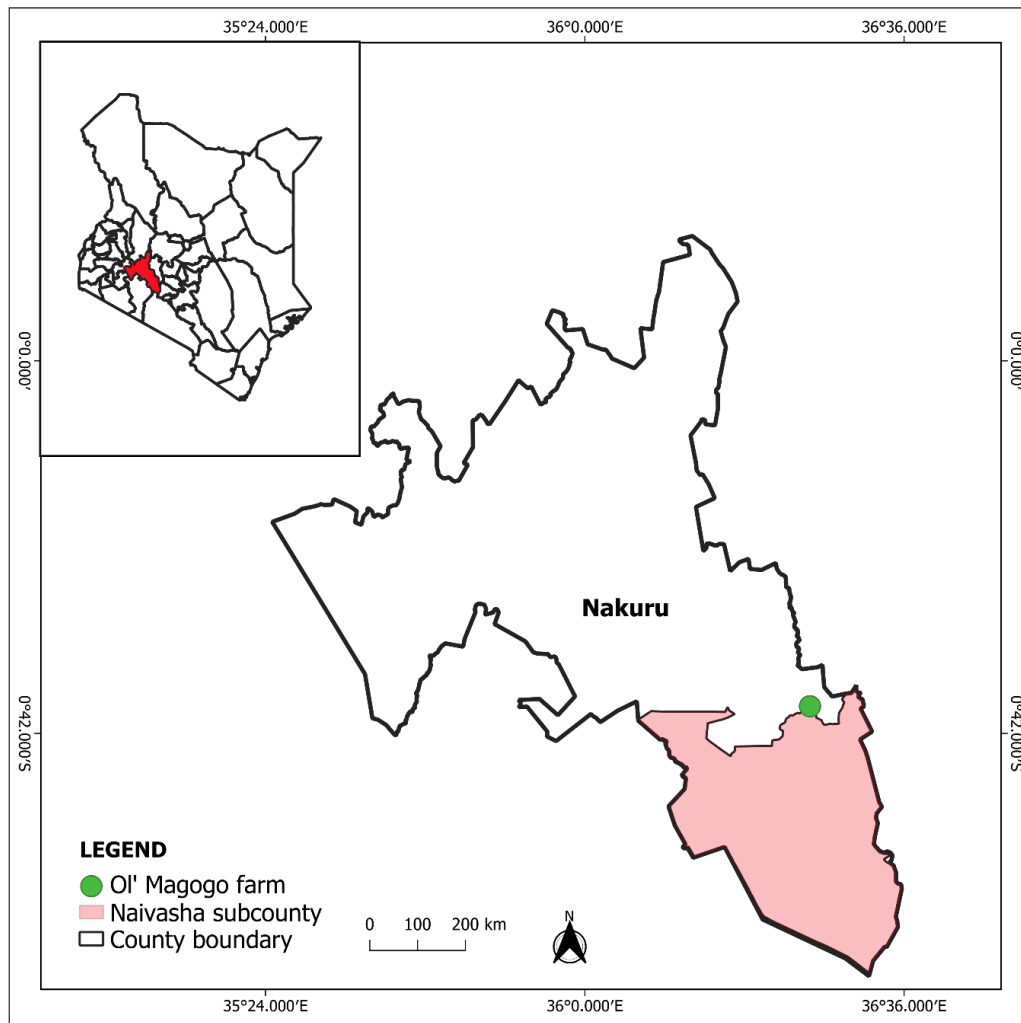 35°24.000′E 36°0.000′E 36°36.000′E
0°0.000′ 0°0.000′
Nakuru
0°42.000′S 0°42.000′S
LEGEND
Ol' Magogo farm
Naivasha subcounty
County boundary
0 100 200 km
N
35°24.000′E 36°0.000′E 36°36.000′E